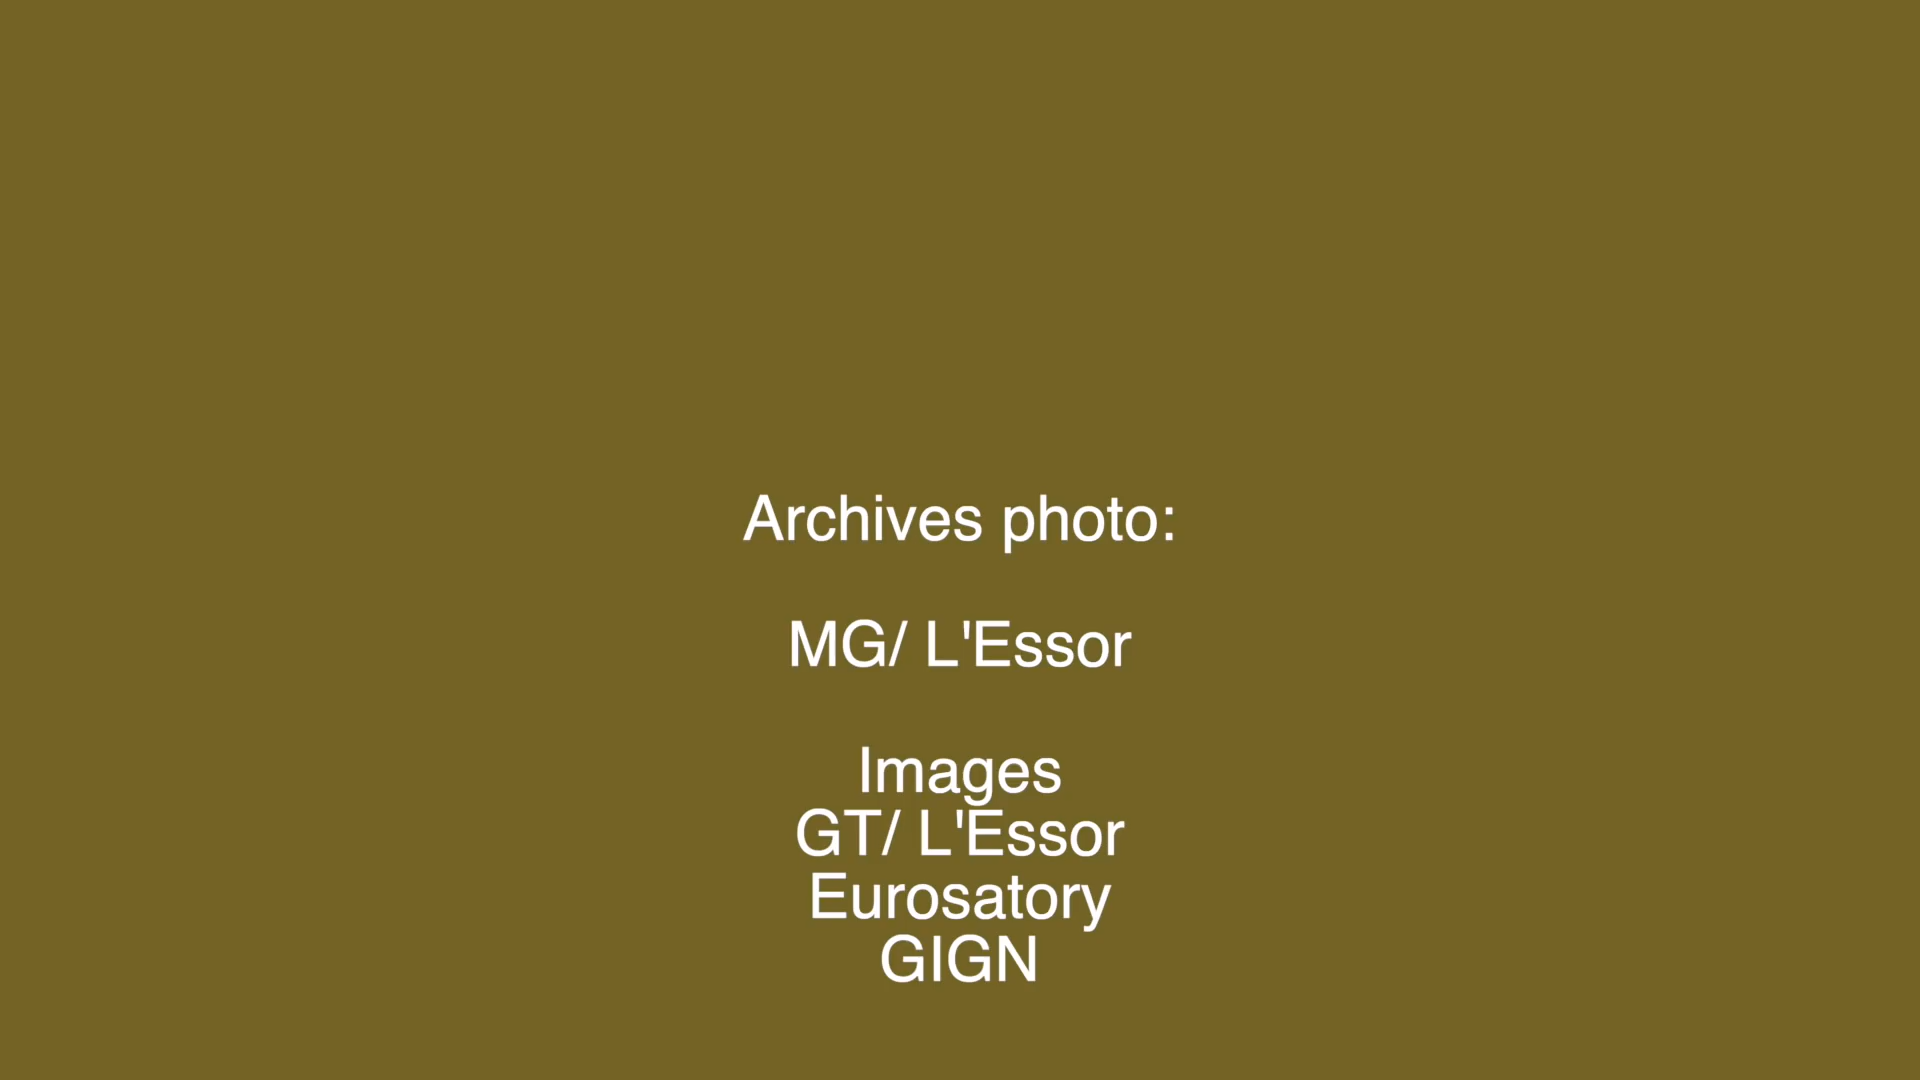 Archives photo:
MG/ L'Essor
Images
GT/ L'Essor
Eurosatory
GIGN